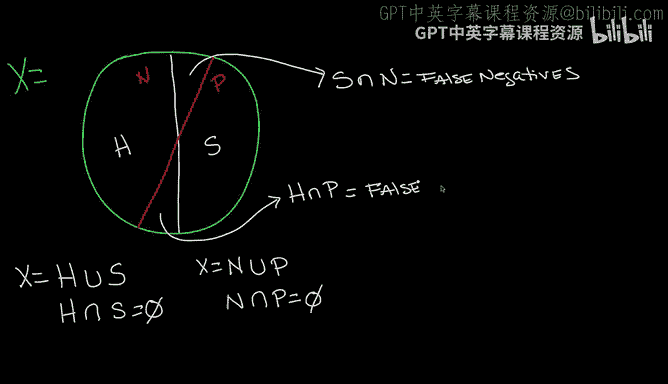 GPT中英字幕课程资源@bilibili.com
GPT中英字幕课程资源 bilibili
X=
N
P
S∩N = FALSE Negatives
H
S
H∩P = FALSE
X = H∪S
H∩S=∅
X = N∪P
N∩P=∅